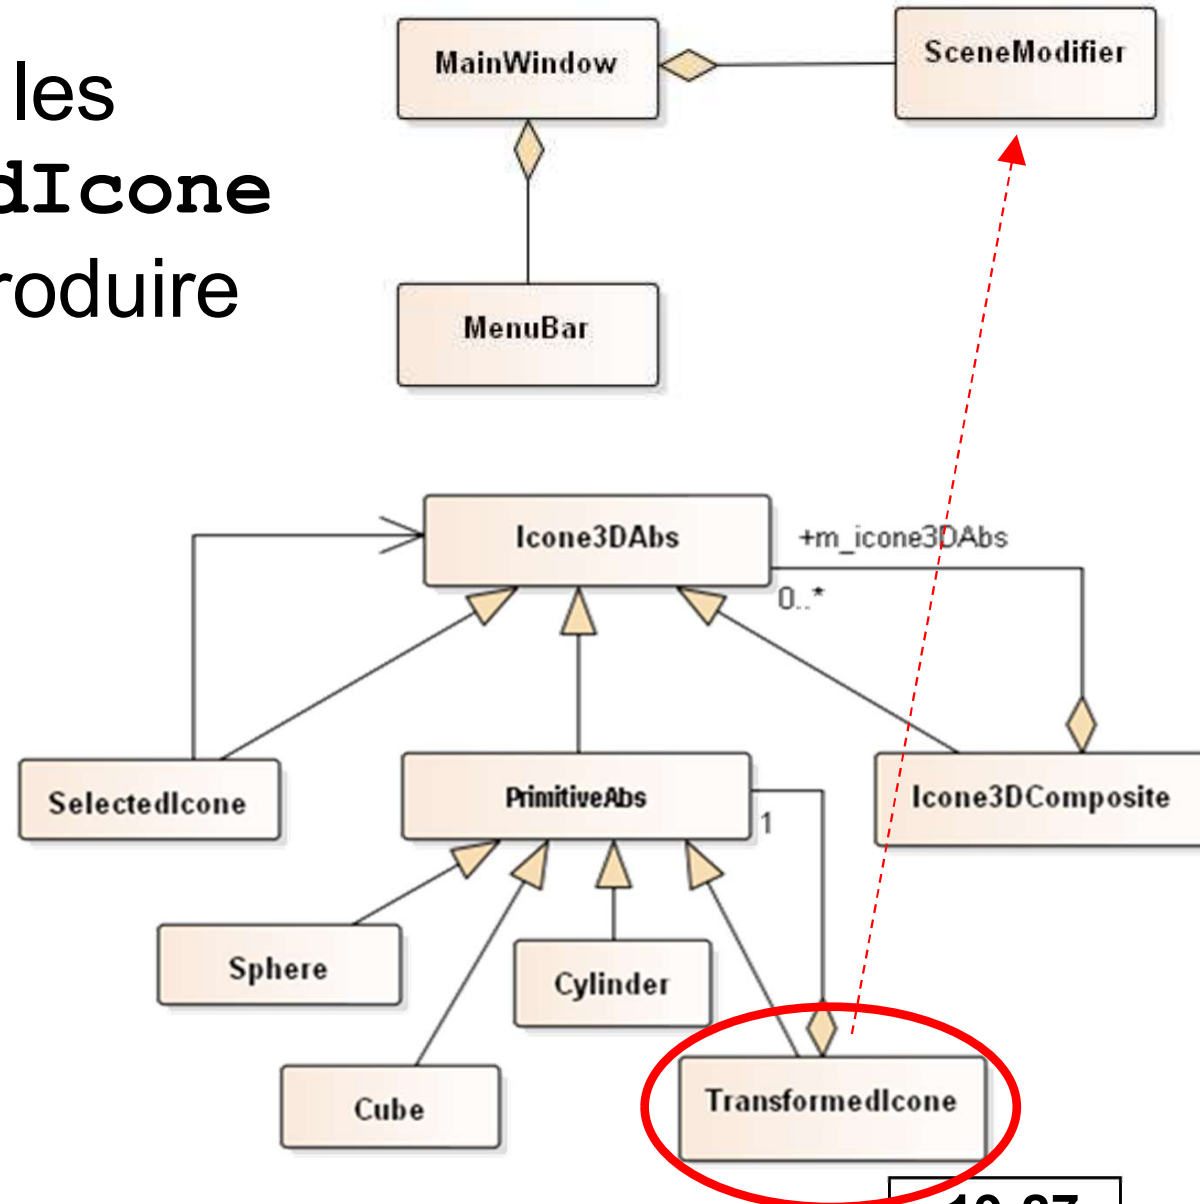 les
dIcone
roduire
MainWindow
SceneModifier
MenuBar
Icone3DAbs
+m_icone3DAbs
0..*
SelectedIcone
PrimitiveAbs
1
Icone3DComposite
Sphere
Cylinder
Cube
TransformedIcone